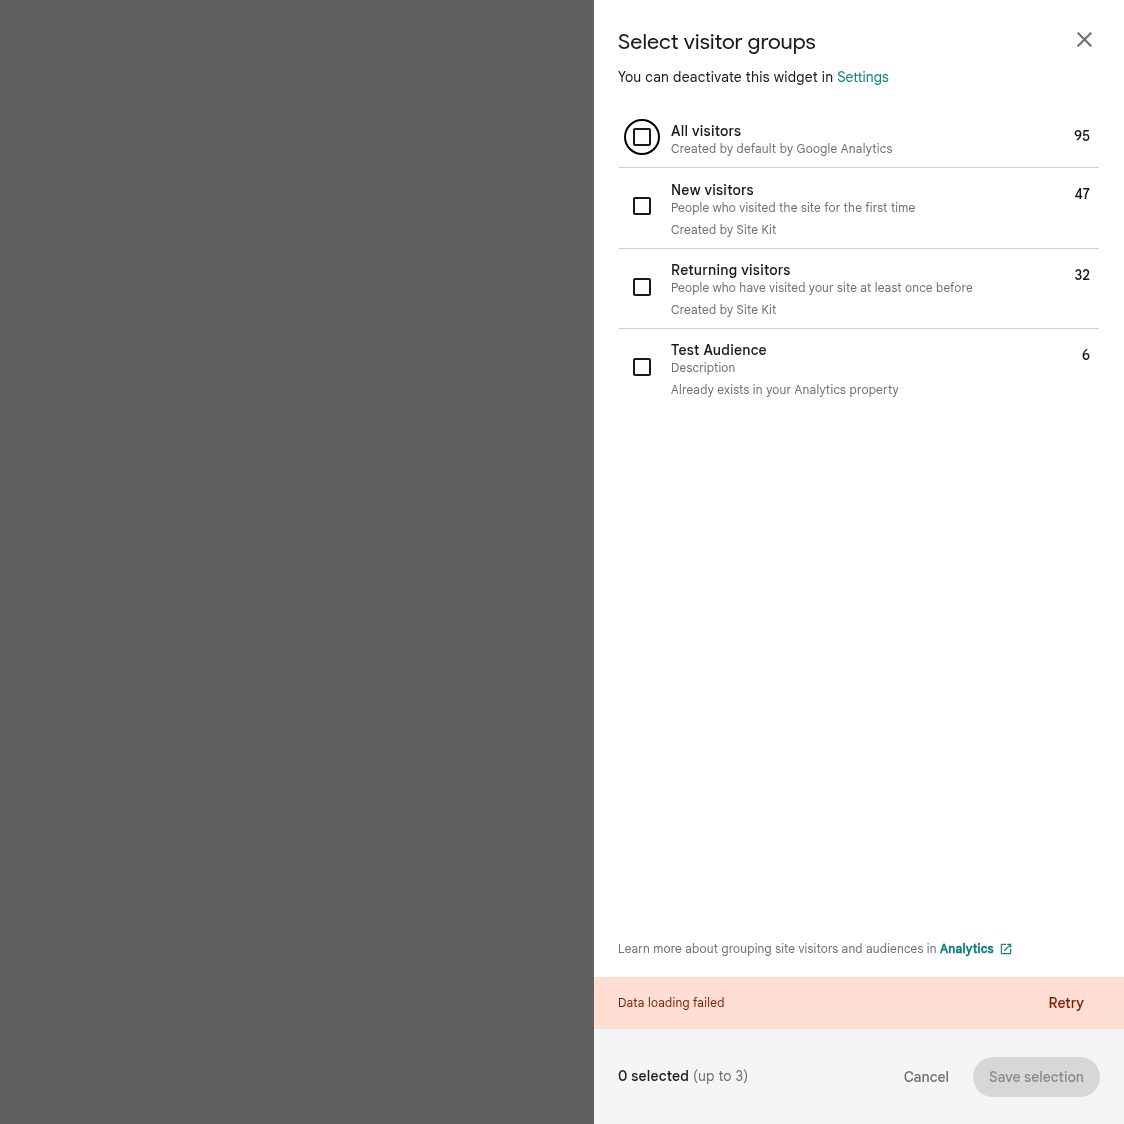 Select visitor groups
You can deactivate this widget in Settings
All visitors 95
Created by default by Google Analytics
New visitors 47
People who visited the site for the first time
Created by Site Kit
Returning visitors 32
People who have visited your site at least once before
Created by Site Kit
Test Audience 6
Description
Already exists in your Analytics property
Learn more about grouping site visitors and audiences in Analytics
Data loading failed Retry
0 selected (up to 3) Cancel Save selection